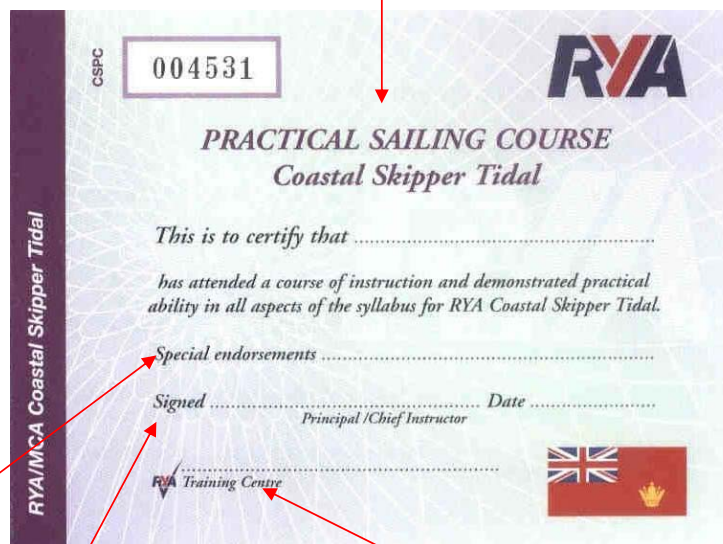 CSPC
004531
RYA
PRACTICAL SAILING COURSE
Coastal Skipper Tidal
This is to certify that ..........................................................
has attended a course of instruction and demonstrated practical
ability in all aspects of the syllabus for RYA Coastal Skipper Tidal.
Special endorsements ................................................................
Signed ...................................................... Date ........................
Principal /Chief Instructor
RYA Training Centre
RYA/MCA Coastal Skipper Tidal